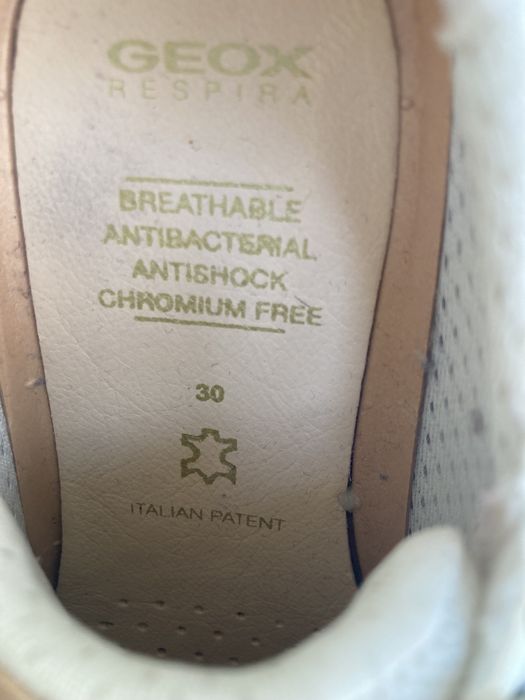 GEOX
RESPIRA
BREATHABLE
ANTIBACTERIAL
ANTISHOCK
CHROMIUM FREE
30
ITALIAN PATENT